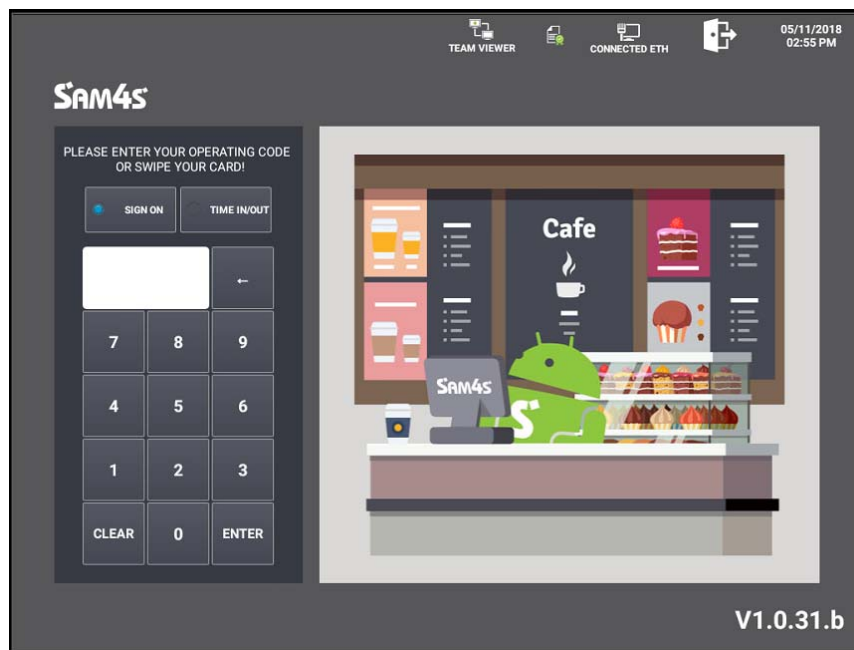 TEAM VIEWER
CONNECTED ETH
05/11/2018
02:55 PM
SAM4S
PLEASE ENTER YOUR OPERATING CODE
OR SWIPE YOUR CARD!
SIGN ON
TIME IN/OUT
←
7 8 9
4 5 6
1 2 3
CLEAR 0 ENTER
Cafe
SAM4S
S
V1.0.31.b